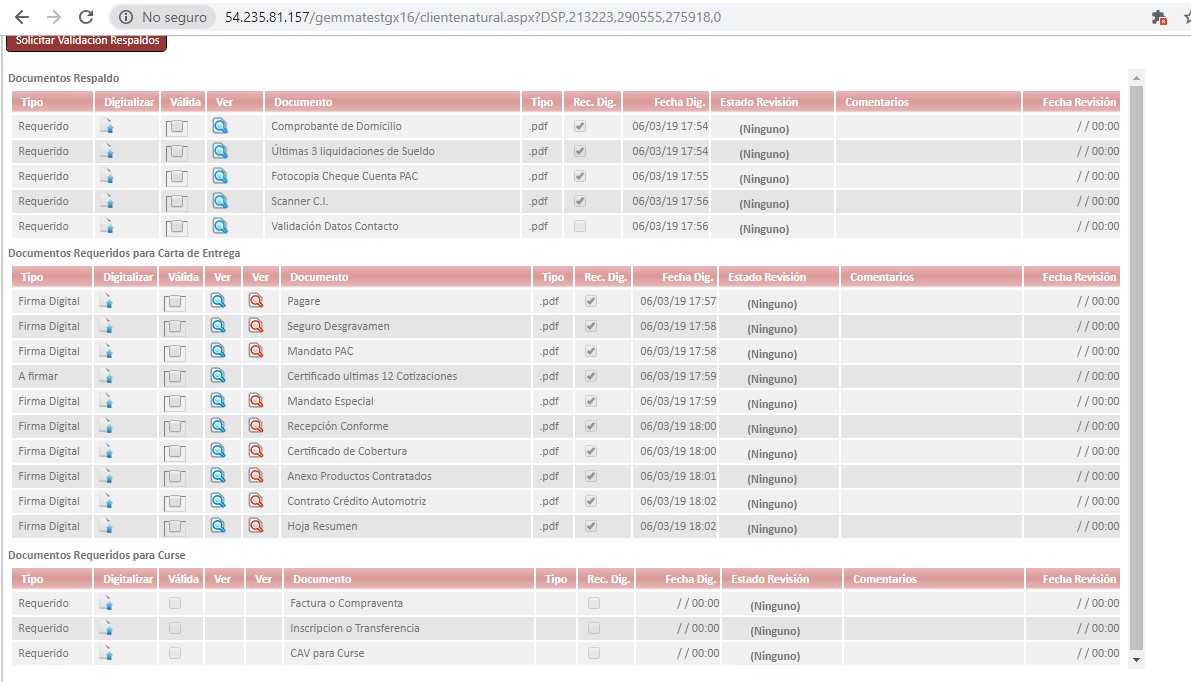 No seguro 54.235.81.157/gemmatestgx16/clientenatural.aspx?DSP,213223,290555,275918,0
Solicitar Validación Respaldos
Documentos Respaldo
Tipo Digitalizar Válida Ver Documento Tipo Rec. Dig. Fecha Dig. Estado Revisión Comentarios Fecha Revisión
Requerido Comprobante de Domicilio .pdf 06/03/19 17:54 (Ninguno) / / 00:00
Requerido Últimas 3 liquidaciones de Sueldo .pdf 06/03/19 17:54 (Ninguno) / / 00:00
Requerido Fotocopia Cheque Cuenta PAC .pdf 06/03/19 17:55 (Ninguno) / / 00:00
Requerido Scanner C.I. .pdf 06/03/19 17:56 (Ninguno) / / 00:00
Requerido Validación Datos Contacto .pdf 06/03/19 17:56 (Ninguno) / / 00:00
Documentos Requeridos para Carta de Entrega
Tipo Digitalizar Válida Ver Ver Documento Tipo Rec. Dig. Fecha Dig. Estado Revisión Comentarios Fecha Revisión
Firma Digital Pagare .pdf 06/03/19 17:57 (Ninguno) / / 00:00
Firma Digital Seguro Desgravamen .pdf 06/03/19 17:58 (Ninguno) / / 00:00
Firma Digital Mandato PAC .pdf 06/03/19 17:58 (Ninguno) / / 00:00
A firmar Certificado ultimas 12 Cotizaciones .pdf 06/03/19 17:59 (Ninguno) / / 00:00
Firma Digital Mandato Especial .pdf 06/03/19 17:59 (Ninguno) / / 00:00
Firma Digital Recepción Conforme .pdf 06/03/19 18:00 (Ninguno) / / 00:00
Firma Digital Certificado de Cobertura .pdf 06/03/19 18:00 (Ninguno) / / 00:00
Firma Digital Anexo Productos Contratados .pdf 06/03/19 18:01 (Ninguno) / / 00:00
Firma Digital Contrato Crédito Automotriz .pdf 06/03/19 18:02 (Ninguno) / / 00:00
Firma Digital Hoja Resumen .pdf 06/03/19 18:02 (Ninguno) / / 00:00
Documentos Requeridos para Curse
Tipo Digitalizar Válida Ver Ver Documento Tipo Rec. Dig. Fecha Dig. Estado Revisión Comentarios Fecha Revisión
Requerido Factura o Compraventa / / 00:00 (Ninguno) / / 00:00
Requerido Inscripcion o Transferencia / / 00:00 (Ninguno) / / 00:00
Requerido CAV para Curse / / 00:00 (Ninguno) / / 00:00